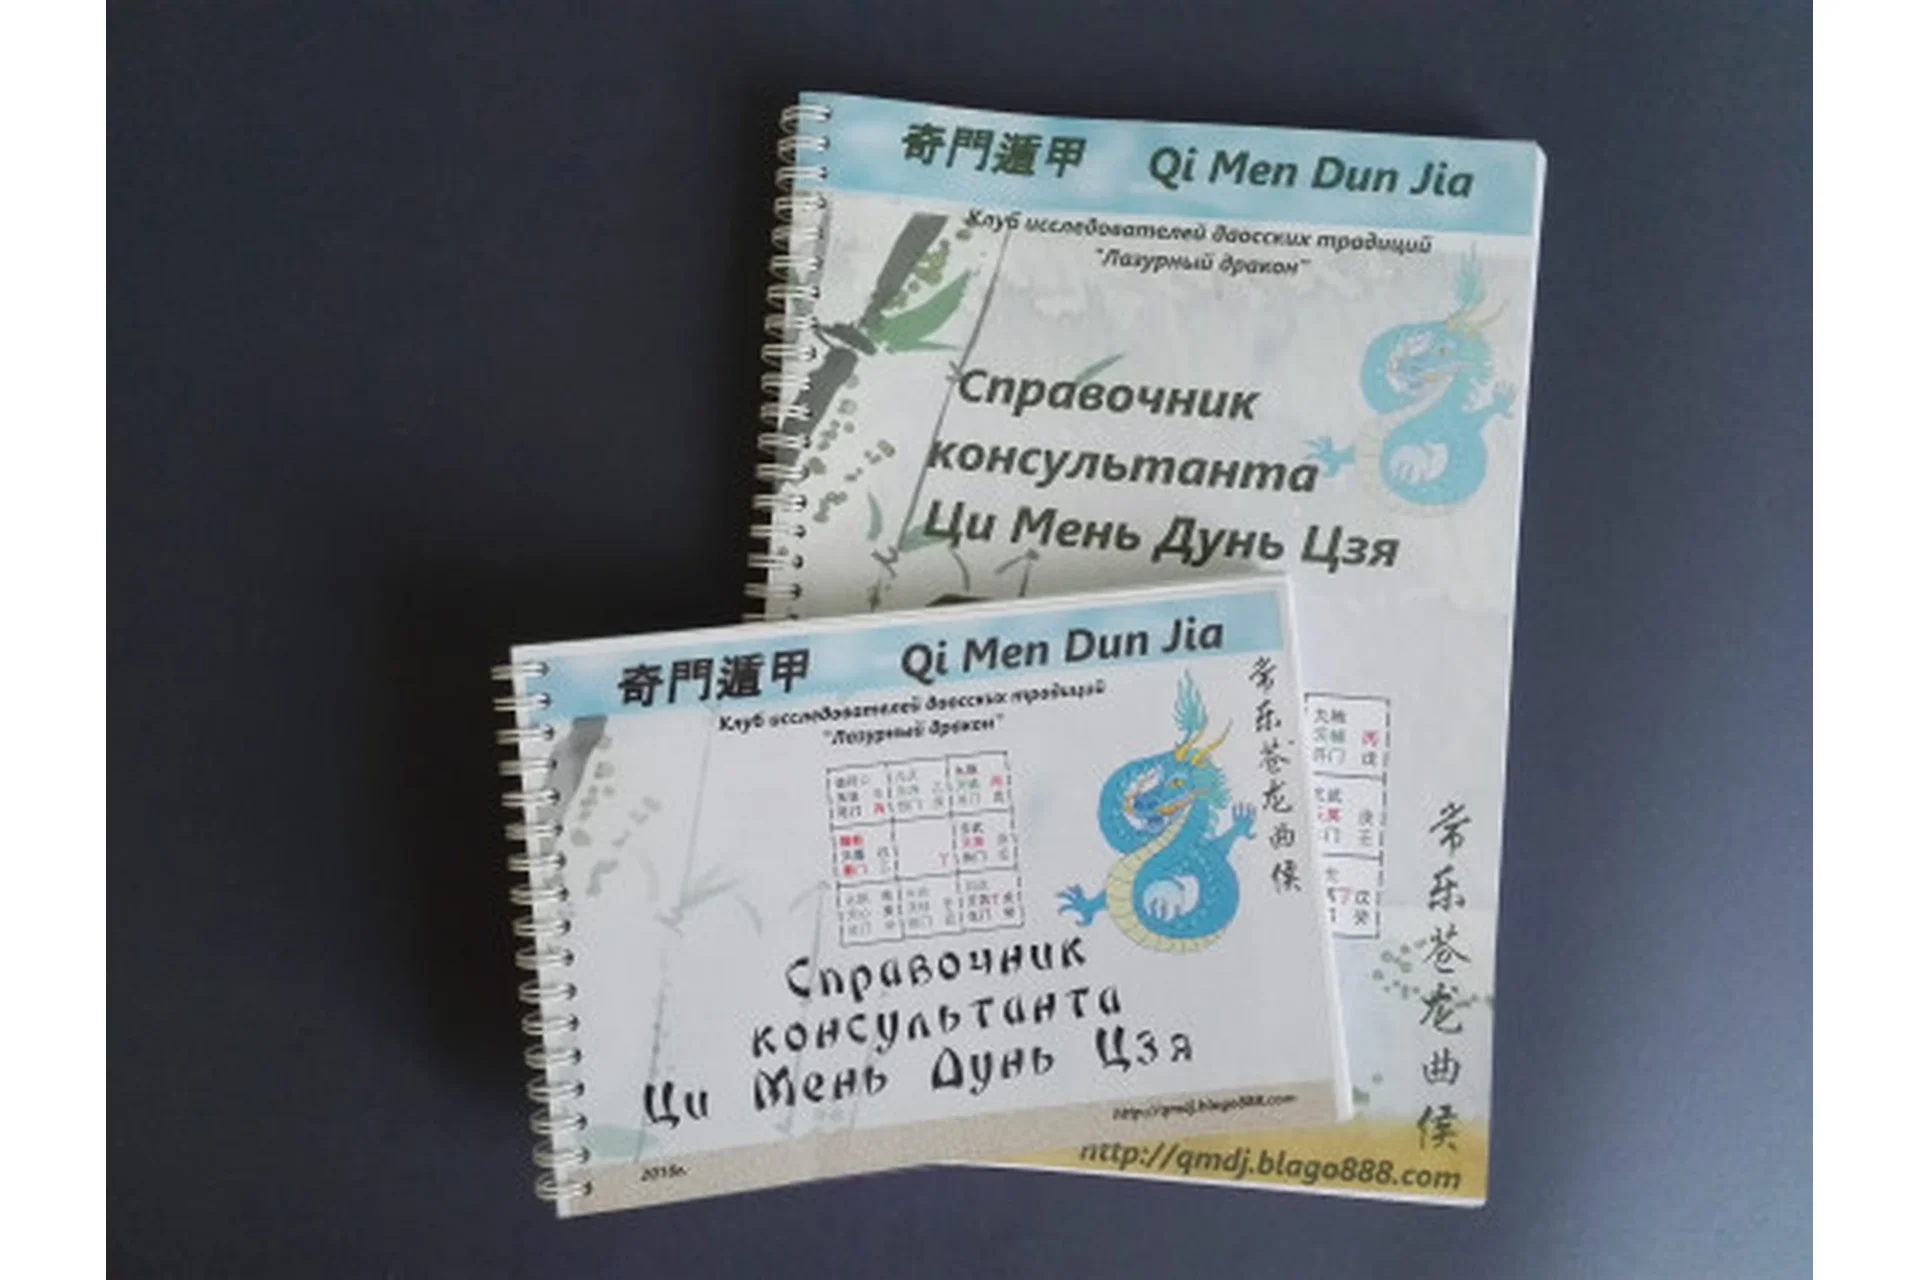 奇門遁甲 Qi Men Dun Jia
Клуб исследователей даосских традиций
"Лазурный дракон"
Справочник
консультанта
Ци Мень Дунь Цзя
常乐苍龙曲侯
http://qmdj.blago888.com
奇門遁甲 Qi Men Dun Jia
Клуб исследователей даосских традиций
"Лазурный дракон"
常乐苍龙曲侯
Справочник
консультанта
Ци Мень Дунь Цзя
http://qmdj.blago888.com